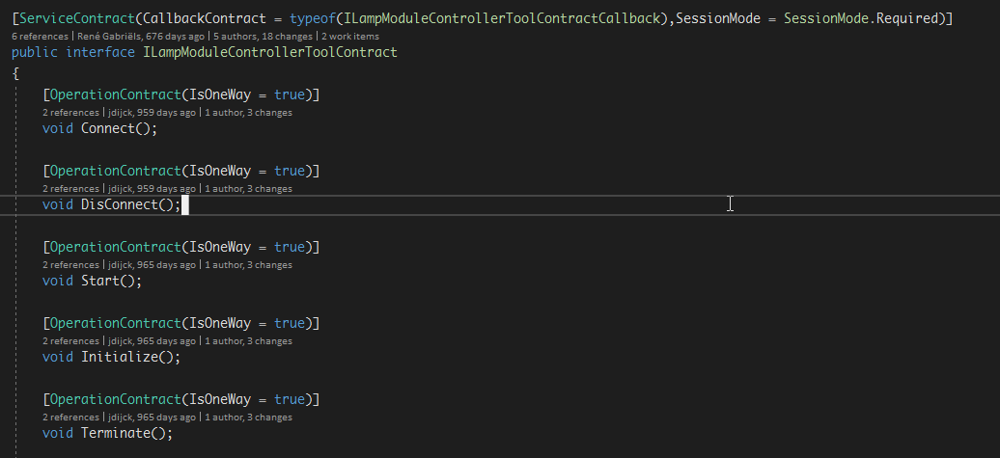 [ServiceContract(CallbackContract = typeof(ILampModuleControllerToolContractCallback),SessionMode = SessionMode.Required)]
6 references | René Gabriëls, 676 days ago | 5 authors, 18 changes | 2 work items
public interface ILampModuleControllerToolContract
{
[OperationContract(IsOneWay = true)]
2 references | jdijck, 959 days ago | 1 author, 3 changes
void Connect();
[OperationContract(IsOneWay = true)]
2 references | jdijck, 959 days ago | 1 author, 3 changes
void DisConnect();
[OperationContract(IsOneWay = true)]
2 references | jdijck, 965 days ago | 1 author, 3 changes
void Start();
[OperationContract(IsOneWay = true)]
2 references | jdijck, 965 days ago | 1 author, 3 changes
void Initialize();
[OperationContract(IsOneWay = true)]
2 references | jdijck, 965 days ago | 1 author, 3 changes
void Terminate();